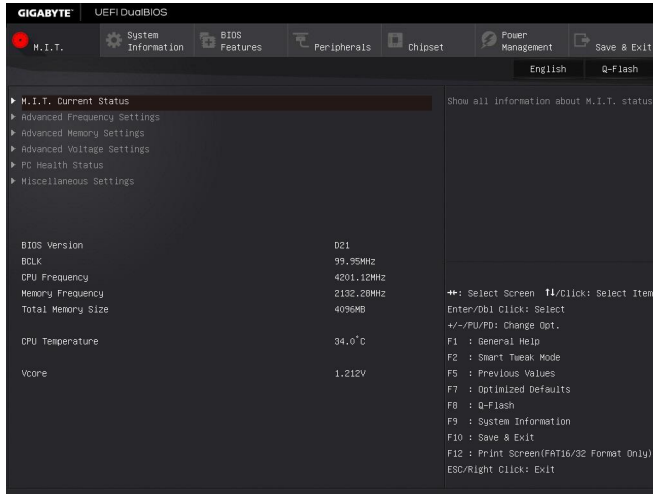 GIGABYTE™ UEFI DualBIOS
M.I.T.
System Information
BIOS Features
Peripherals
Chipset
Power Management
Save & Exit
English Q-Flash
M.I.T. Current Status
Advanced Frequency Settings
Advanced Memory Settings
Advanced Voltage Settings
PC Health Status
Miscellaneous Settings
Show all information about M.I.T. status
BIOS Version D21
BCLK 99.95MHz
CPU Frequency 4201.12MHz
Memory Frequency 2132.28MHz
Total Memory Size 4096MB
CPU Temperature 34.0°C
Vcore 1.212V
→←: Select Screen ↑↓/Click: Select Item
Enter/Dbl Click: Select
+/-/PU/PD: Change Opt.
F1 : General Help
F2 : Smart Tweak Mode
F5 : Previous Values
F7 : Optimized Defaults
F8 : Q-Flash
F9 : System Information
F10 : Save & Exit
F12 : Print Screen(FAT16/32 Format Only)
ESC/Right Click: Exit